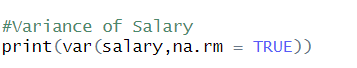 #Variance of Salary
print(var(salary,na.rm = TRUE))